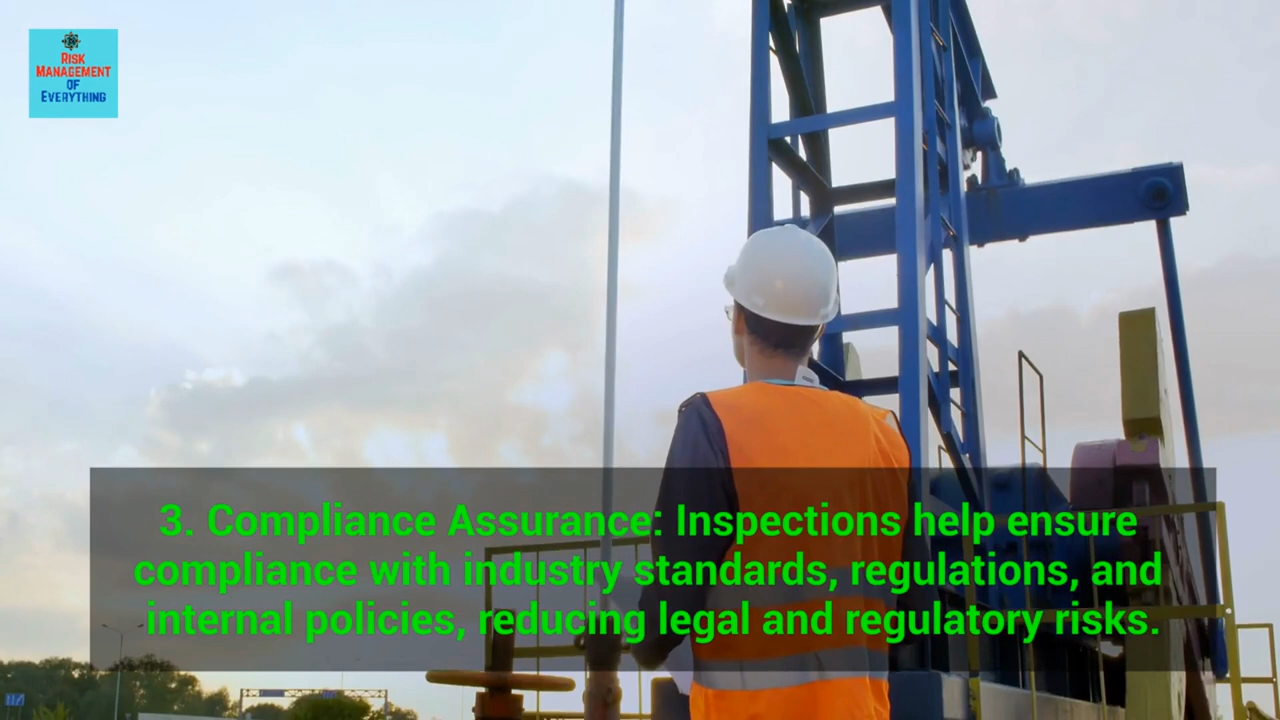 RISK
MANAGEMENT
OF
EVERYTHING
3. Compliance Assurance: Inspections help ensure
compliance with industry standards, regulations, and
internal policies, reducing legal and regulatory risks.